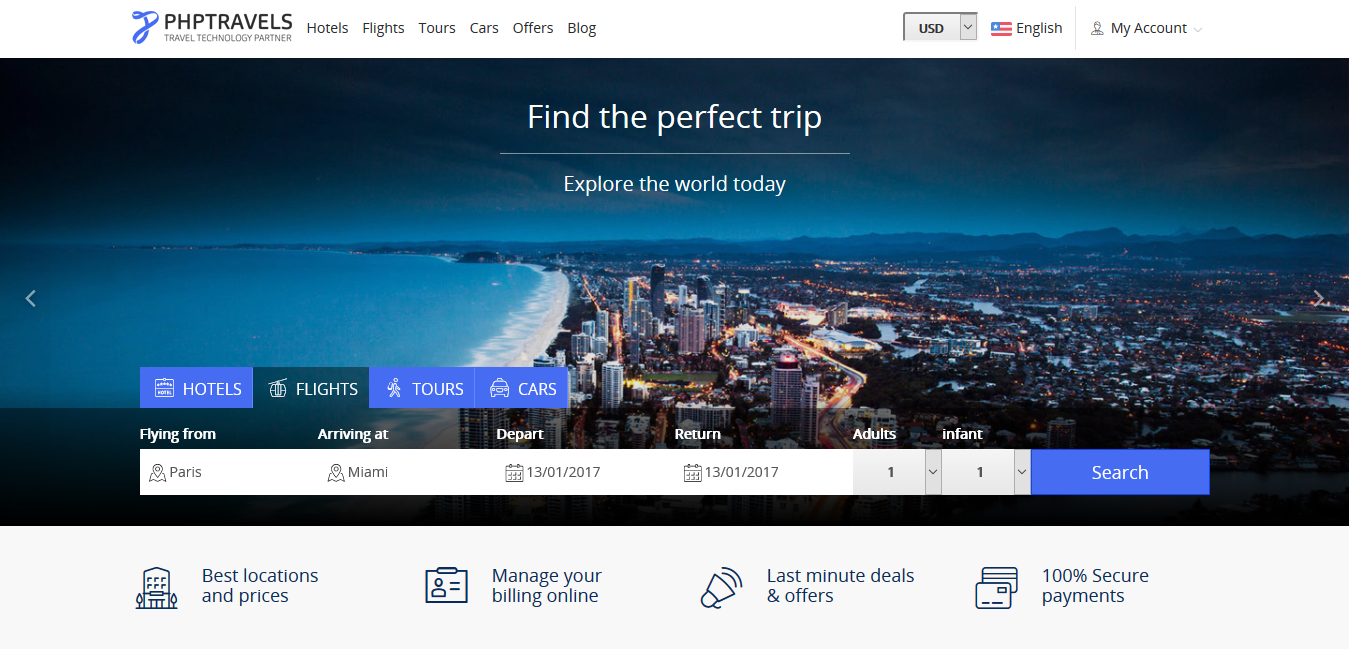 PHPTRAVELS
TRAVEL TECHNOLOGY PARTNER
Hotels Flights Tours Cars Offers Blog
USD English My Account
Find the perfect trip
Explore the world today
HOTELS FLIGHTS TOURS CARS
Flying from Arriving at Depart Return Adults infant
Paris Miami 13/01/2017 13/01/2017 1 1 Search
Best locations
and prices
Manage your
billing online
Last minute deals
& offers
100% Secure
payments